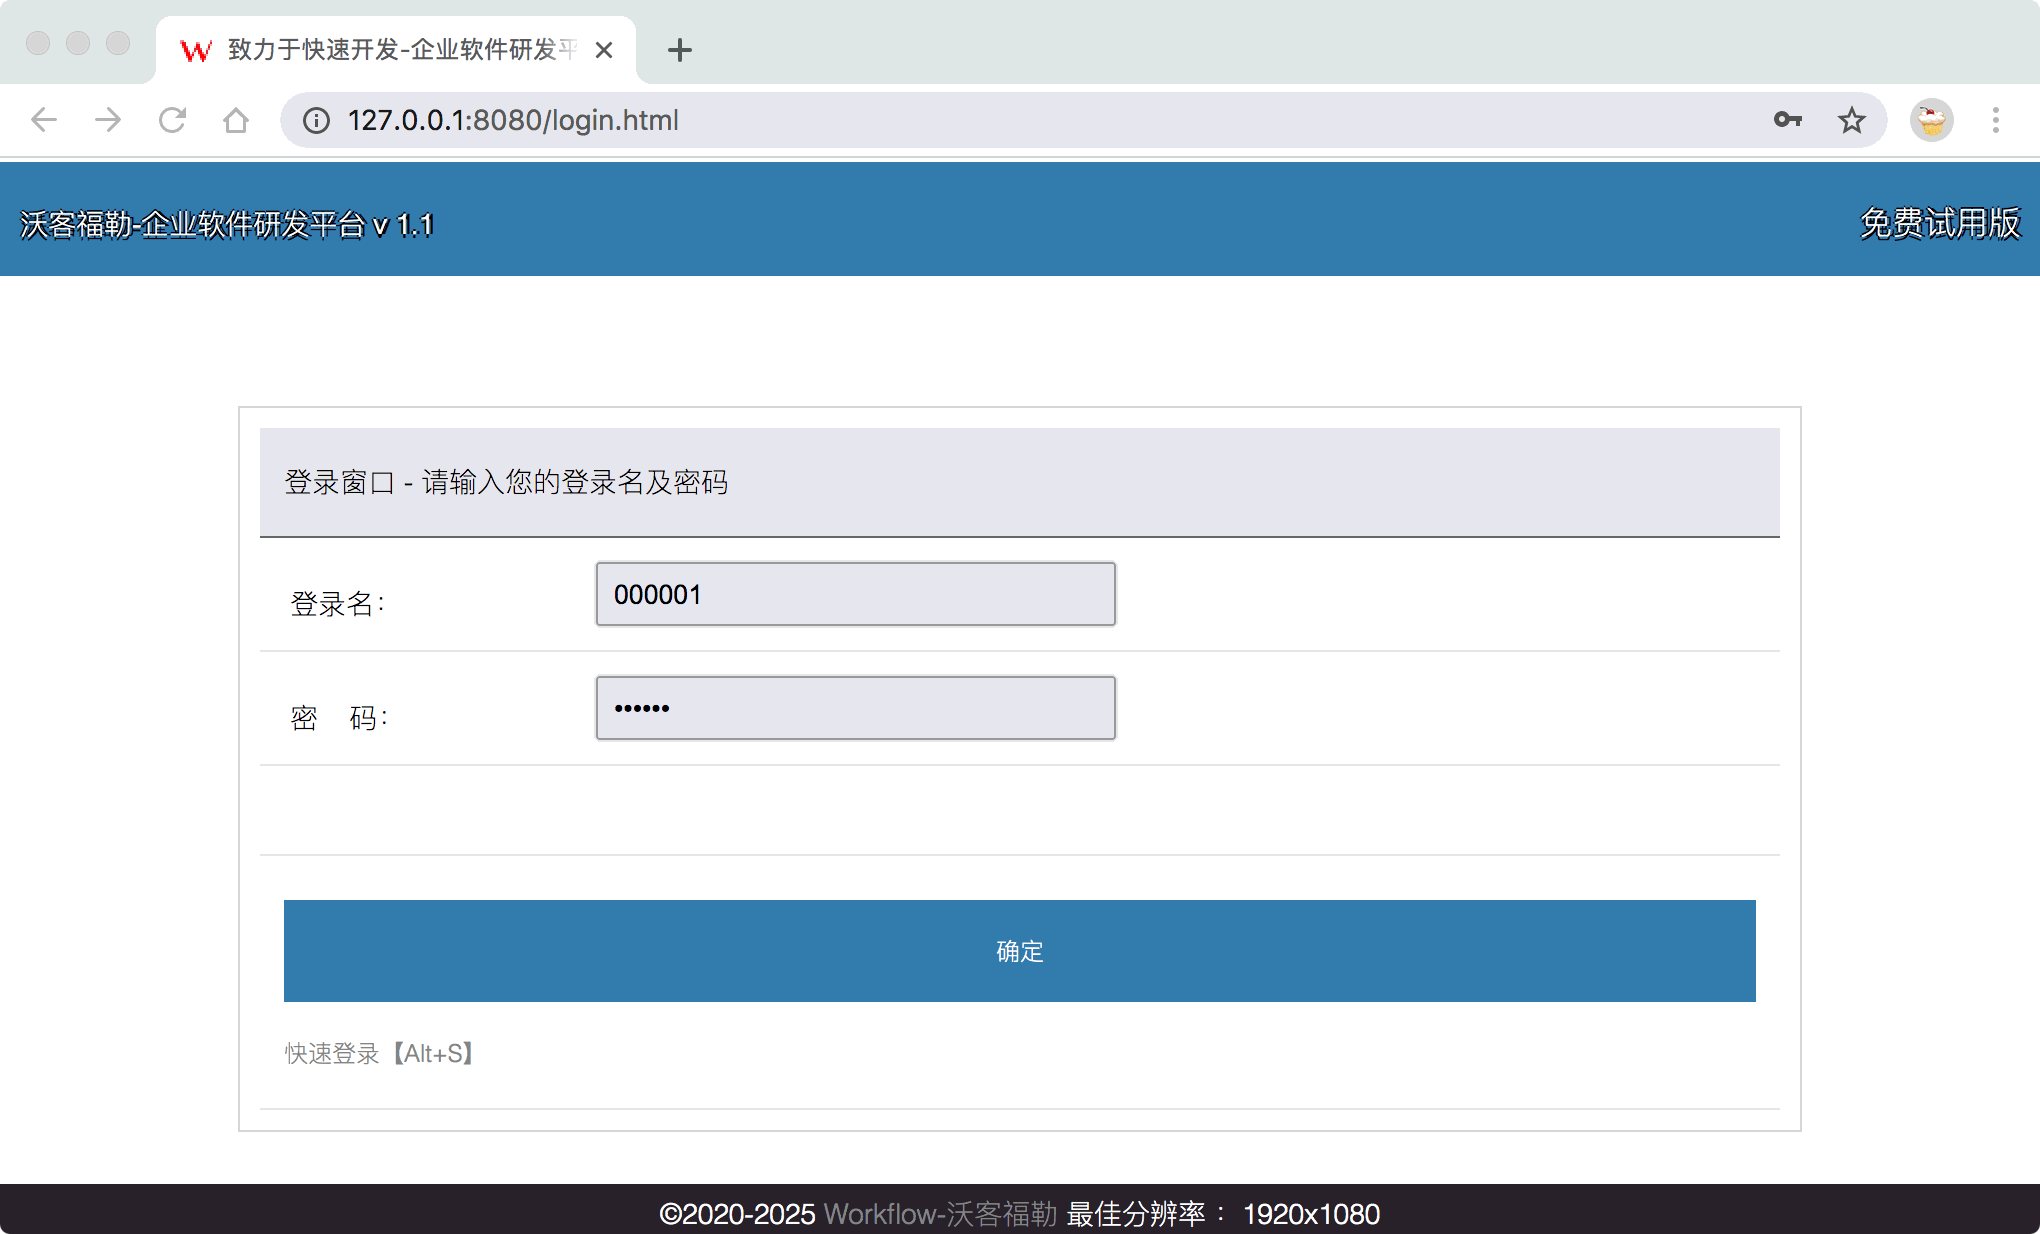 致力于快速开发-企业软件研发平
127.0.0.1:8080/login.html
沃客福勒-企业软件研发平台 v 1.1
免费试用版
登录窗口 - 请输入您的登录名及密码
登录名：
000001
密 码：
••••••
确定
快速登录【Alt+S】
©2020-2025 Workflow-沃客福勒 最佳分辨率： 1920x1080